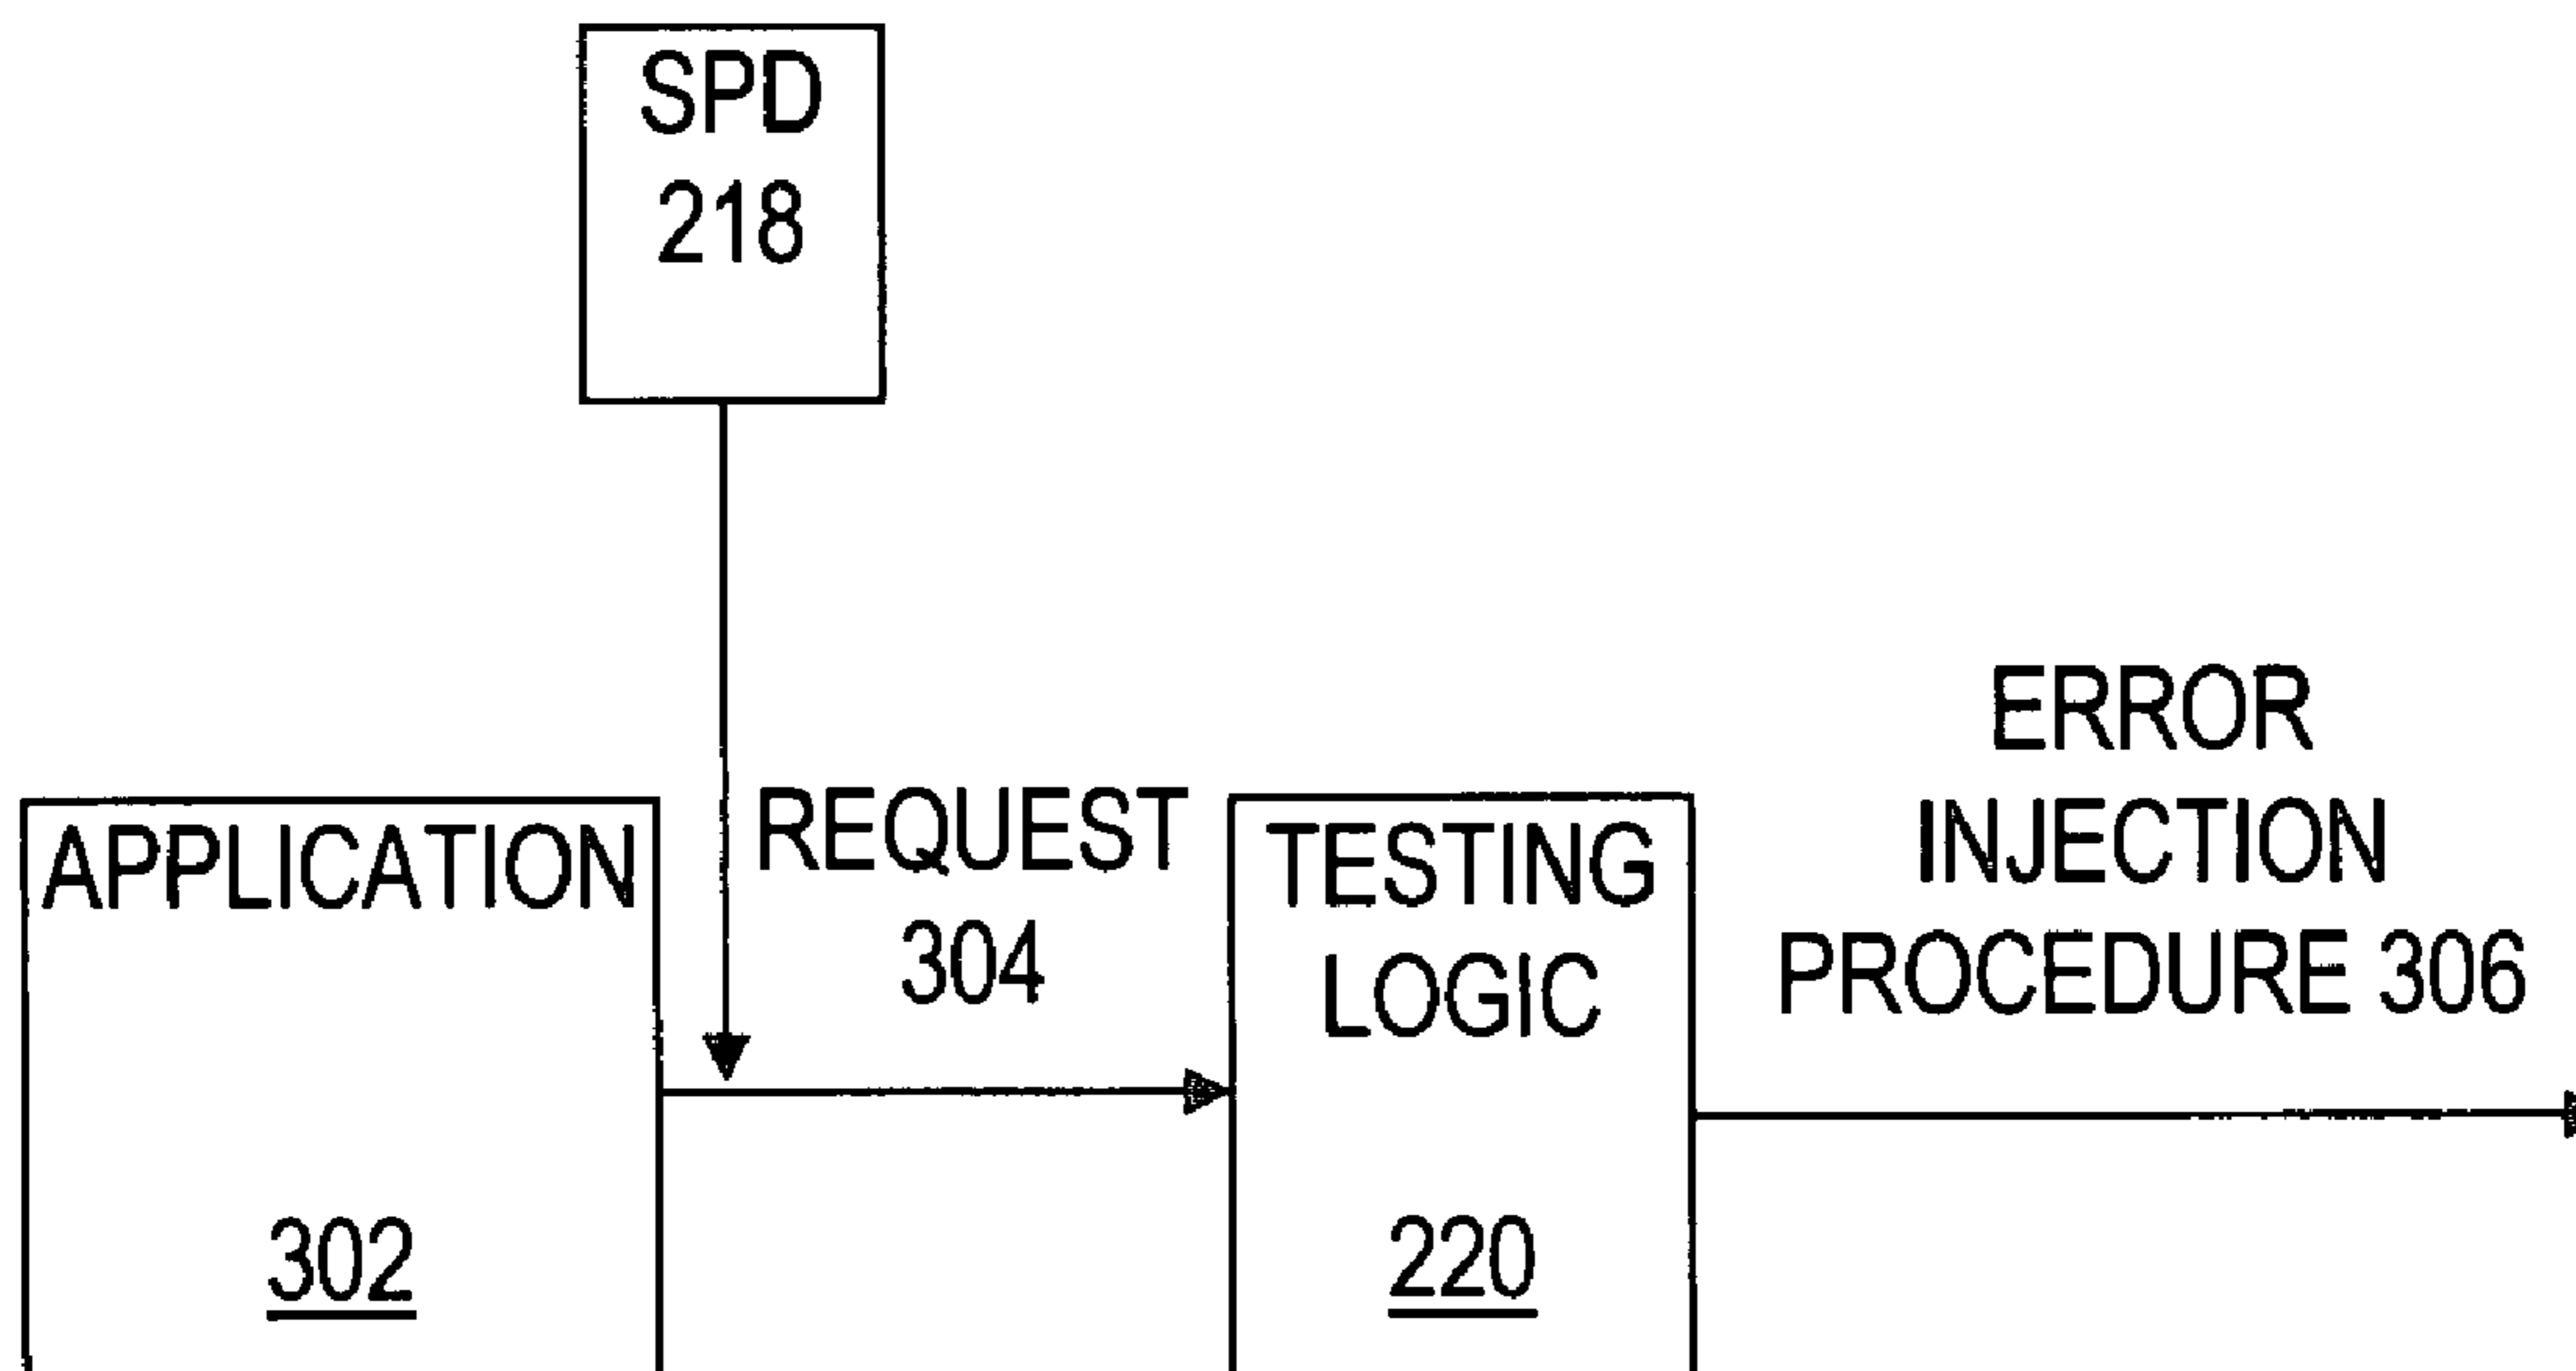 SPD
218
APPLICATION
302
REQUEST
304
TESTING
LOGIC
220
ERROR
INJECTION
PROCEDURE 306